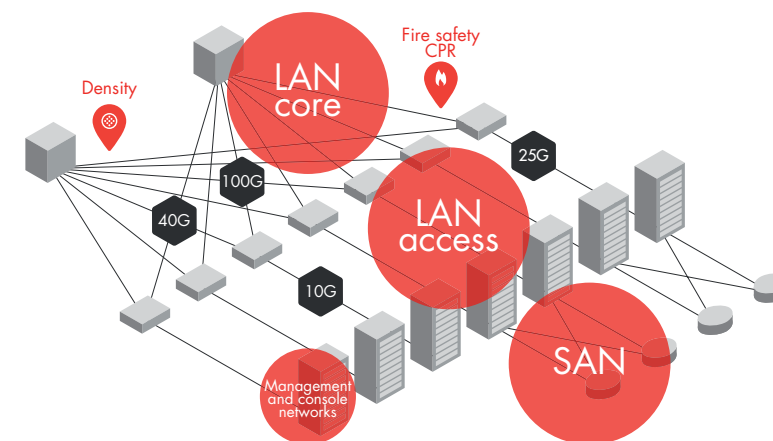 Fire safety
CPR
LAN
core
Density
25G
100G
40G
LAN
access
10G
SAN
Management
and console
networks